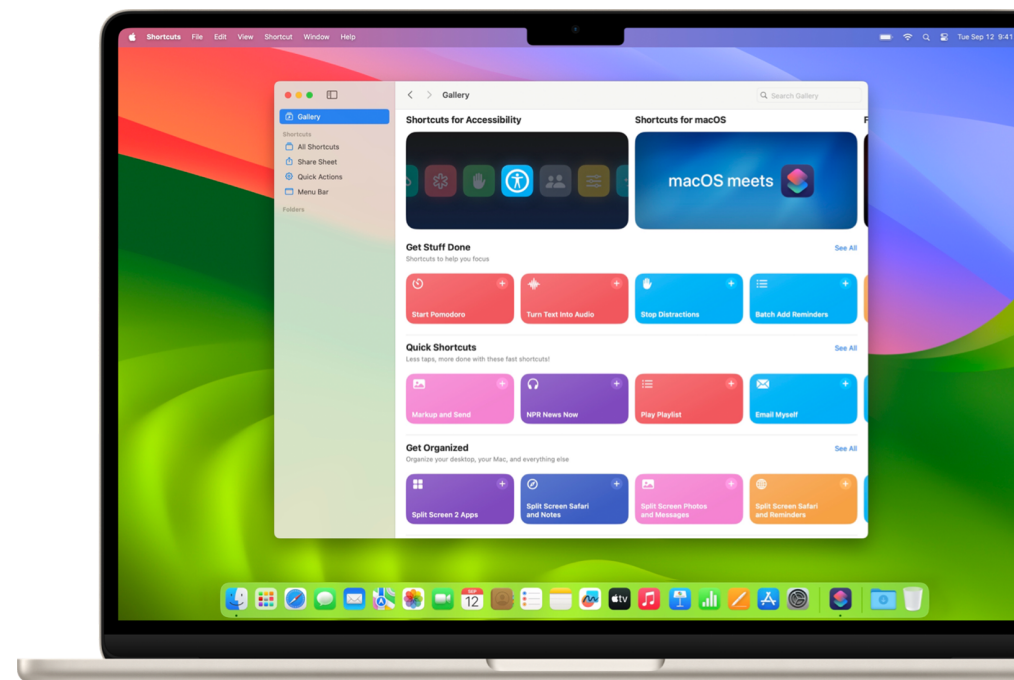 Shortcuts File Edit View Shortcut Window Help
Tue Sep 12 9:41
Gallery
Search Gallery
Gallery
Shortcuts
All Shortcuts
Share Sheet
Quick Actions
Menu Bar
Folders
Shortcuts for Accessibility
Shortcuts for macOS
F
macOS meets
Get Stuff Done
See All
Shortcuts to help you focus
Start Pomodoro
Turn Text Into Audio
Stop Distractions
Batch Add Reminders
Quick Shortcuts
See All
Less taps, more done with these fast shortcuts!
Markup and Send
NPR News Now
Play Playlist
Email Myself
Get Organized
See All
Organize your desktop, your Mac, and everything else
Split Screen 2 Apps
Split Screen Safari
and Notes
Split Screen Photos
and Messages
Split Screen Safari
and Reminders
SEP
12
tv